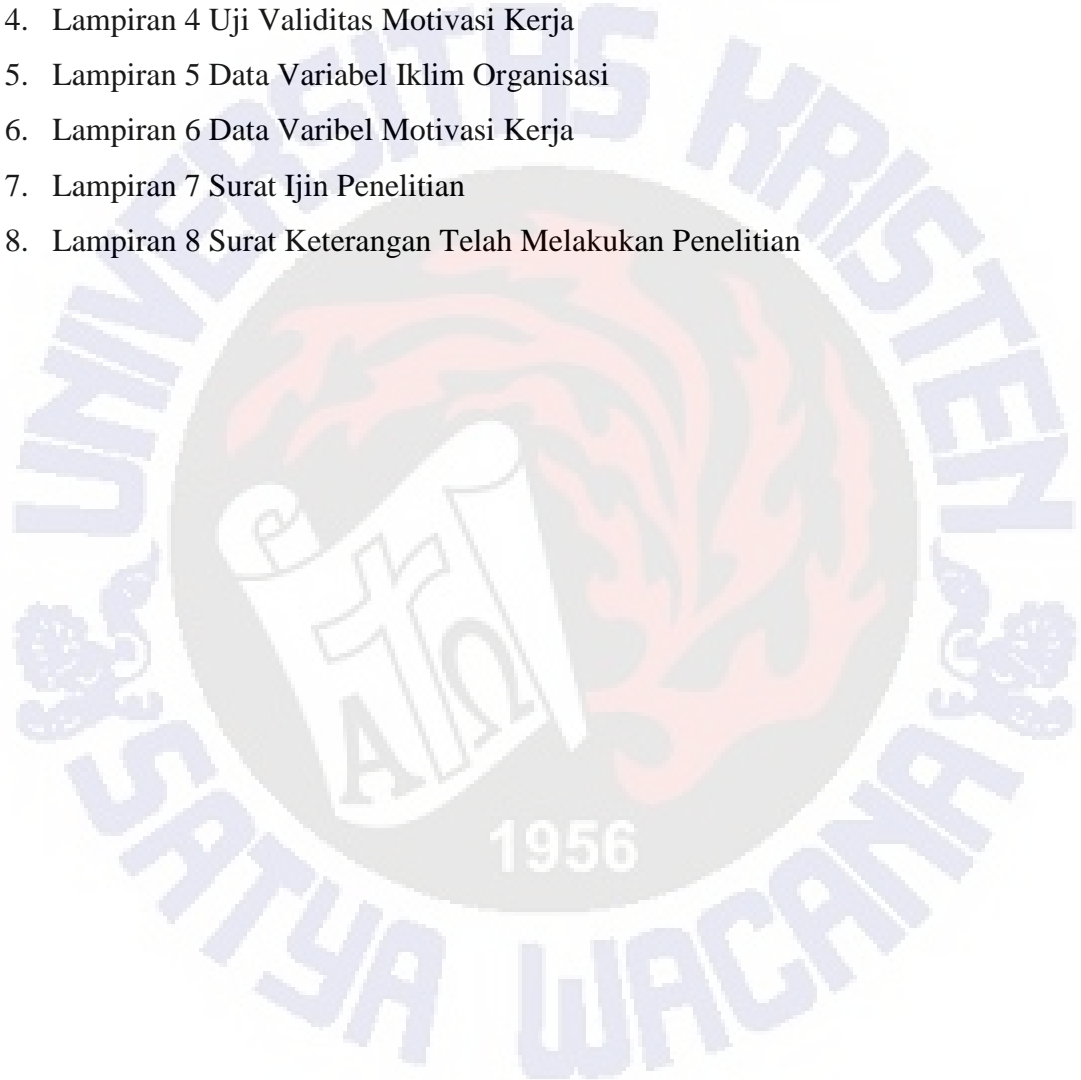 4. Lampiran 4 Uji Validitas Motivasi Kerja
5. Lampiran 5 Data Variabel Iklim Organisasi
6. Lampiran 6 Data Varibel Motivasi Kerja
7. Lampiran 7 Surat Ijin Penelitian
8. Lampiran 8 Surat Keterangan Telah Melakukan Penelitian
UNIVERSITAS KRISTEN
SATYA WACANA
ΑΩ
1956